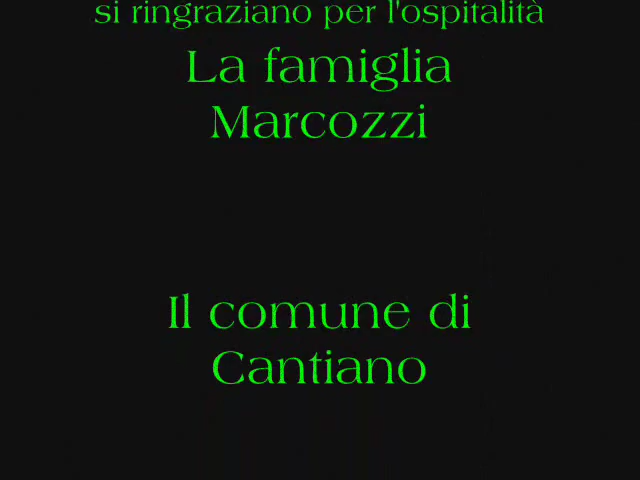 si ringraziano per l'ospitalità
La famiglia
Marcozzi
Il comune di
Cantiano